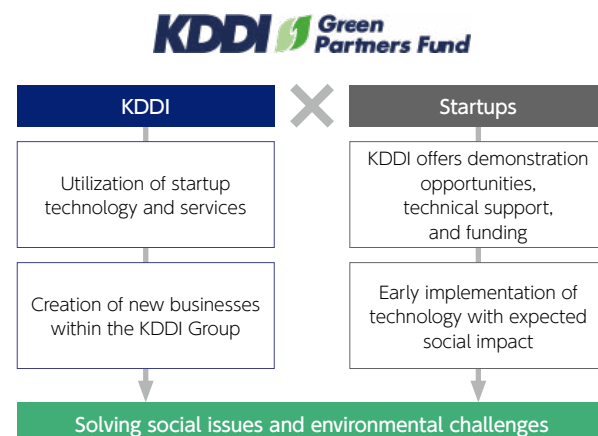 KDDI Green
Partners Fund
KDDI
Startups
Utilization of startup
technology and services
KDDI offers demonstration
opportunities,
technical support,
and funding
Creation of new businesses
within the KDDI Group
Early implementation of
technology with expected
social impact
Solving social issues and environmental challenges